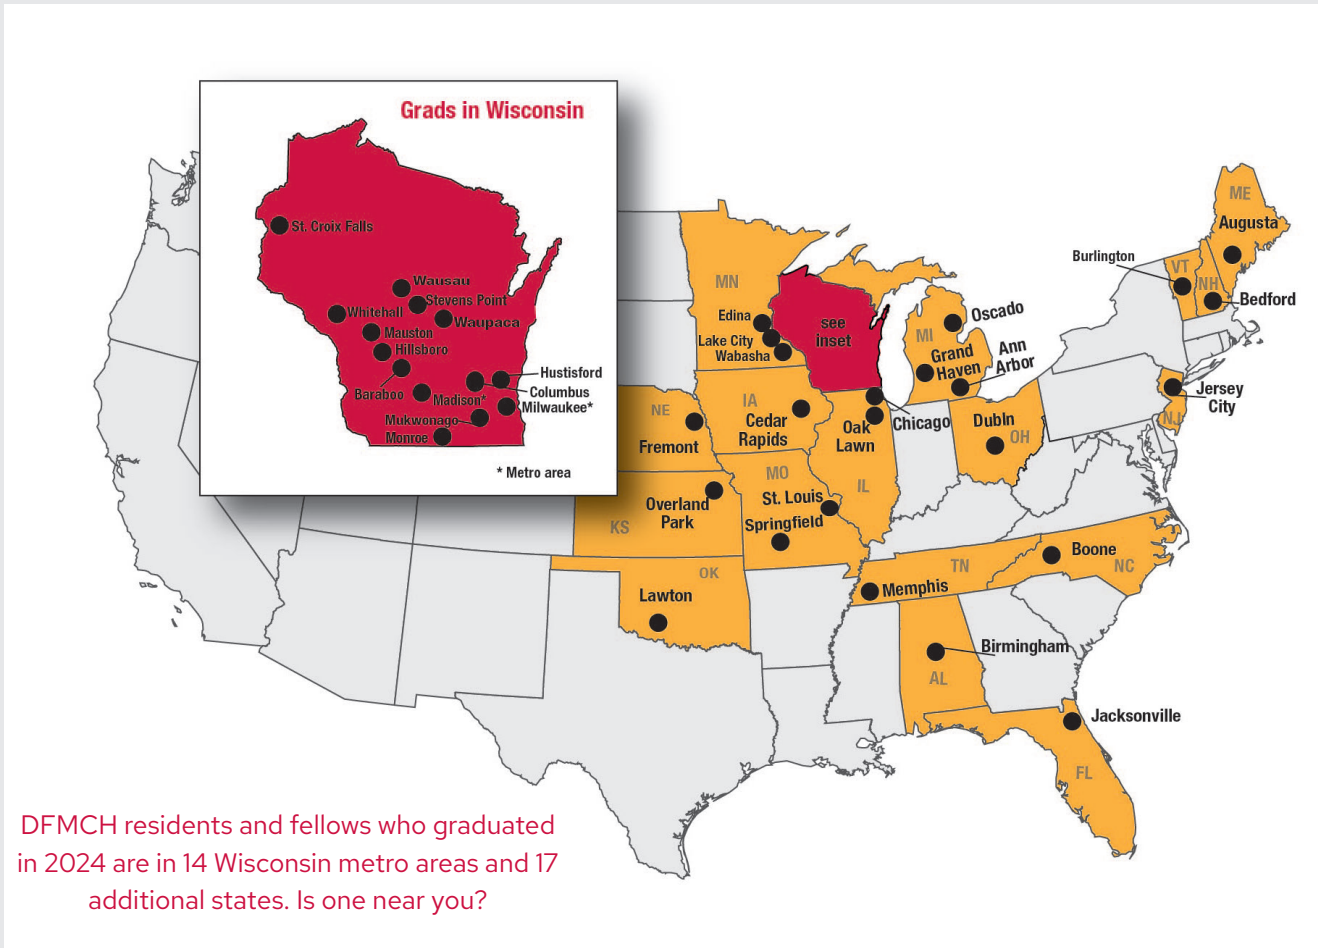 Grads in Wisconsin
St. Croix Falls
Wausau
Stevens Point
Whitehall
Waupaca
Mauston
Hillsboro
Baraboo
Hustisford
Columbus
Madison*
Milwaukee*
Mukwonago
Monroe
* Metro area
MN
Edina
Lake City
Wabasha
see
inset
MI
Oscado
Grand
Haven
Ann
Arbor
ME
Augusta
Burlington
VT
NH
Bedford
Jersey
City
NJ
NE
Fremont
IA
Cedar
Rapids
Oak
Lawn
Chicago
IL
Dubln
OH
KS
Overland
Park
MO
St. Louis
Springfield
OK
Lawton
TN
Memphis
Boone
NC
Birmingham
AL
Jacksonville
FL
DFMCH residents and fellows who graduated
in 2024 are in 14 Wisconsin metro areas and 17
additional states. Is one near you?